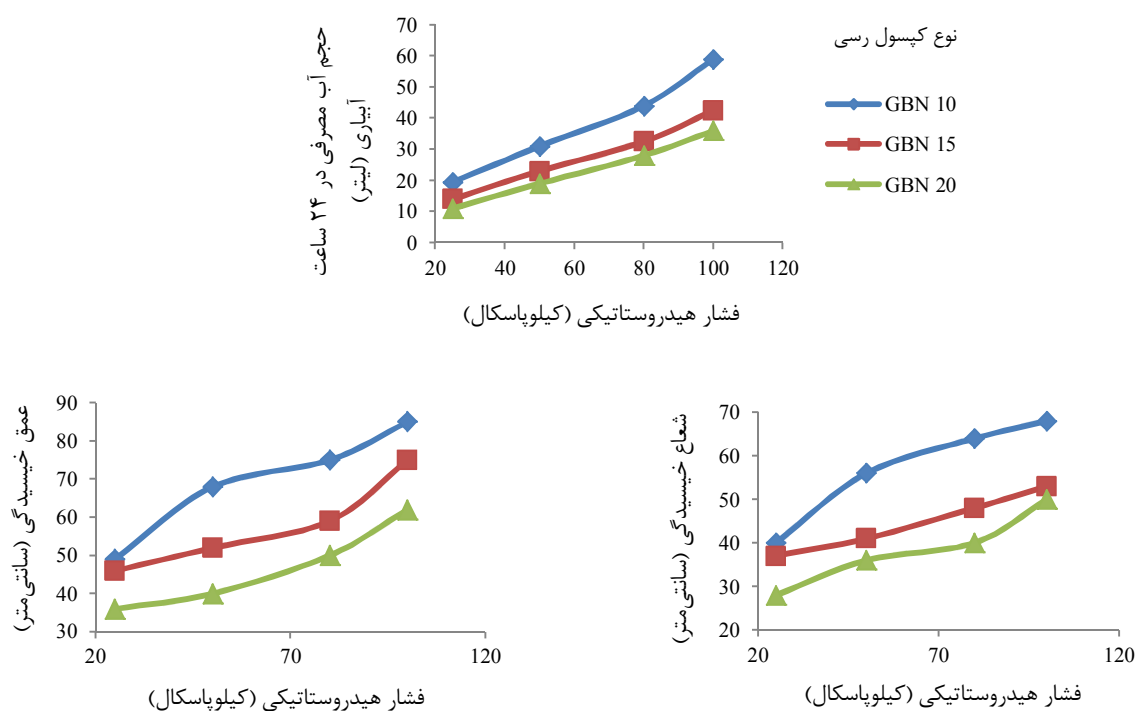 حجم آب مصرفی در ۲۴ ساعت
آبیاری (لیتر)
70
60
50
40
30
20
10
0
20 40 60 80 100 120
فشار هیدروستاتیکی (کیلوپاسکال)
نوع کپسول رسی
GBN 10
GBN 15
GBN 20
عمق خیسیدگی (سانتی‌متر)
90
80
70
60
50
40
30
20 70 120
فشار هیدروستاتیکی (کیلوپاسکال)
شعاع خیسیدگی (سانتی‌متر)
70
60
50
40
30
20
20 70 120
فشار هیدروستاتیکی (کیلوپاسکال)